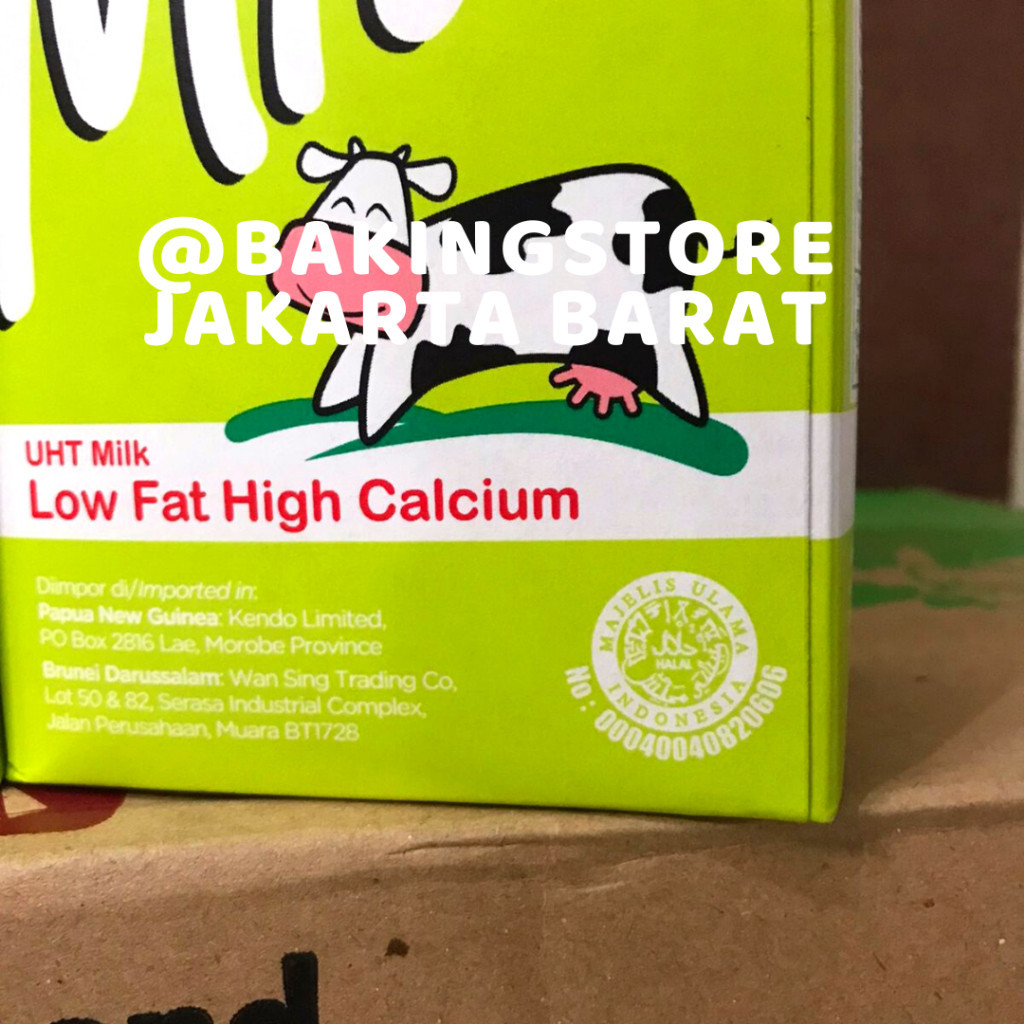 @BAKINGSTORE
JAKARTA BARAT
UHT Milk
Low Fat High Calcium
Diimpor di/Imported in:
Papua New Guinea: Kendo Limited,
PO Box 2816 Lae, Morobe Province
Brunei Darussalam: Wan Sing Trading Co,
Lot 50 & 82, Serasa Industrial Complex,
Jalan Perusahaan, Muara BT1728
MAJELIS ULAMA
حلال
HALAL
INDONESIA
No: 00040040820606